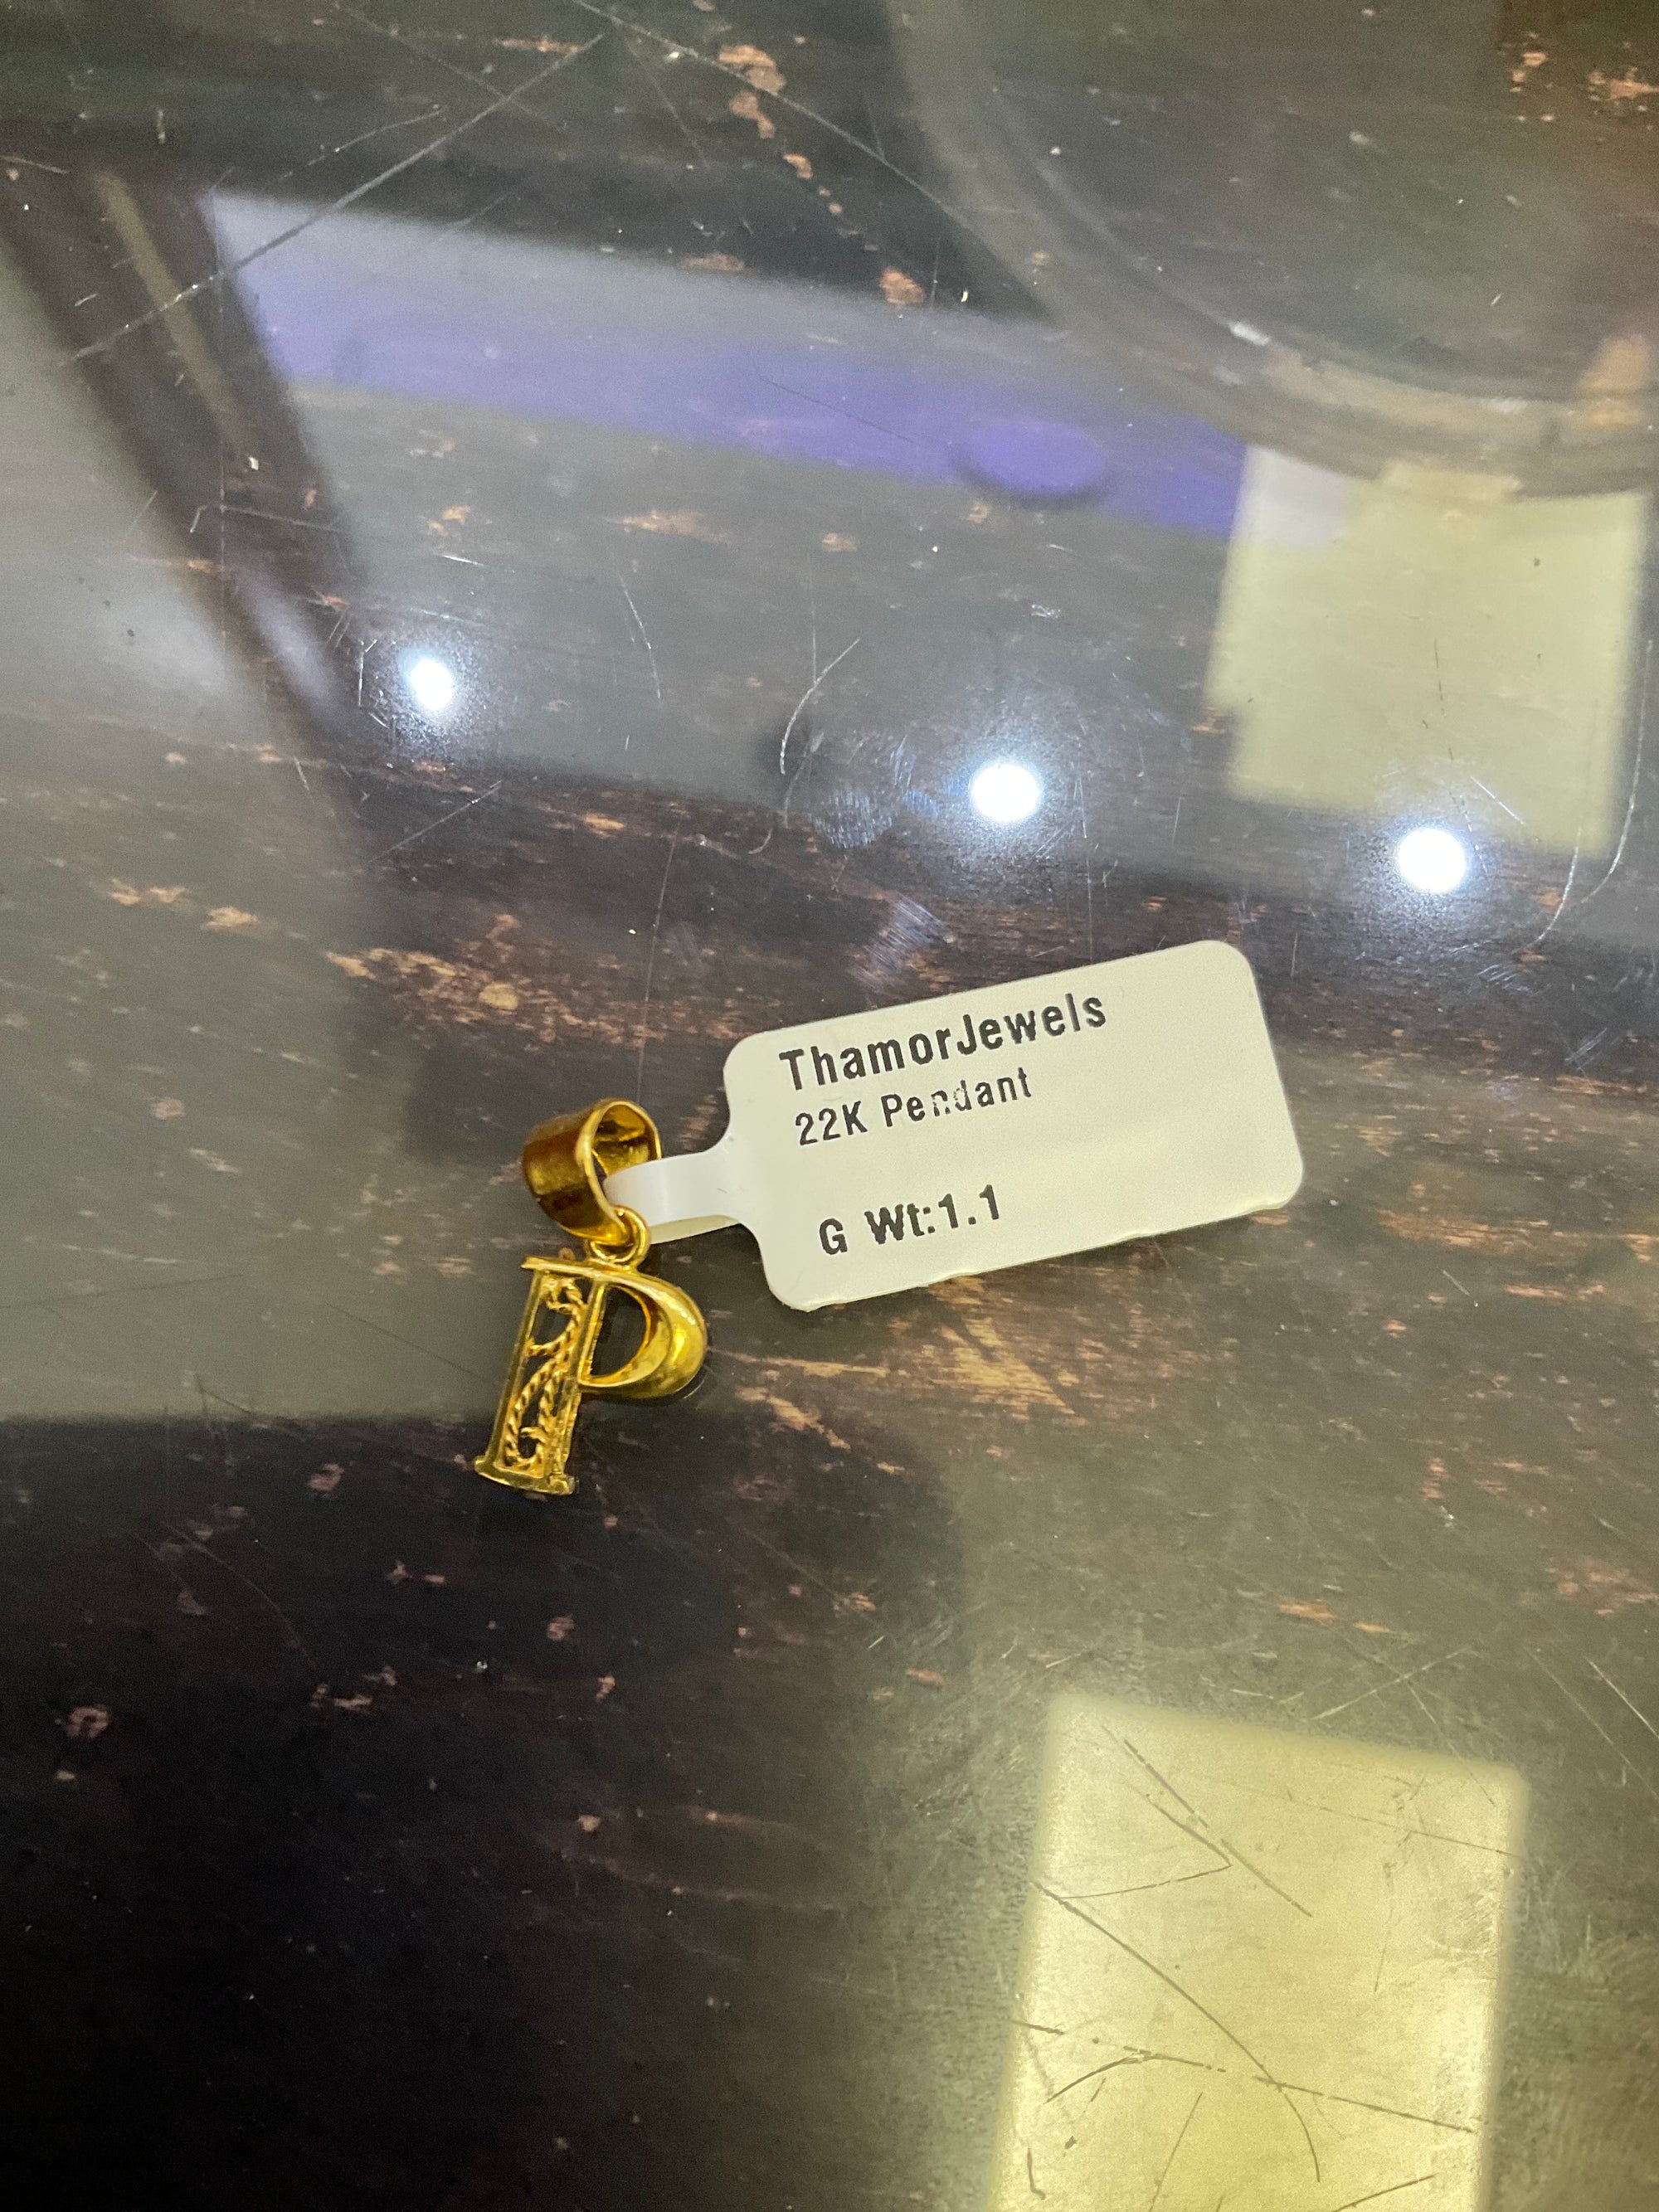 ThamorJewels
22K Pendant
G Wt:1.1
P